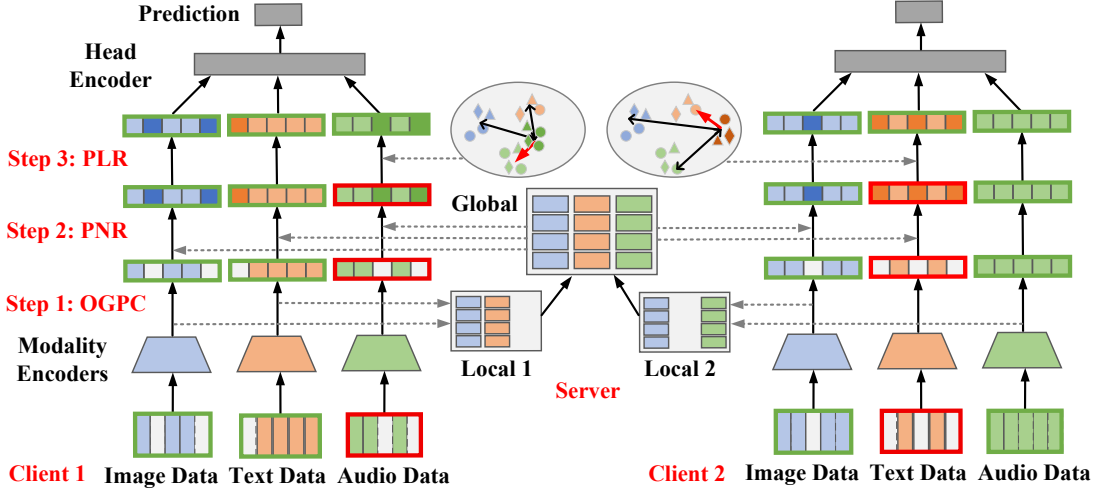 Prediction
Head
Encoder
Step 3: PLR
Global
Step 2: PNR
Step 1: OGPC
Modality
Encoders
Local 1
Local 2
Server
Client 1
Image Data
Text Data
Audio Data
Client 2
Image Data
Text Data
Audio Data